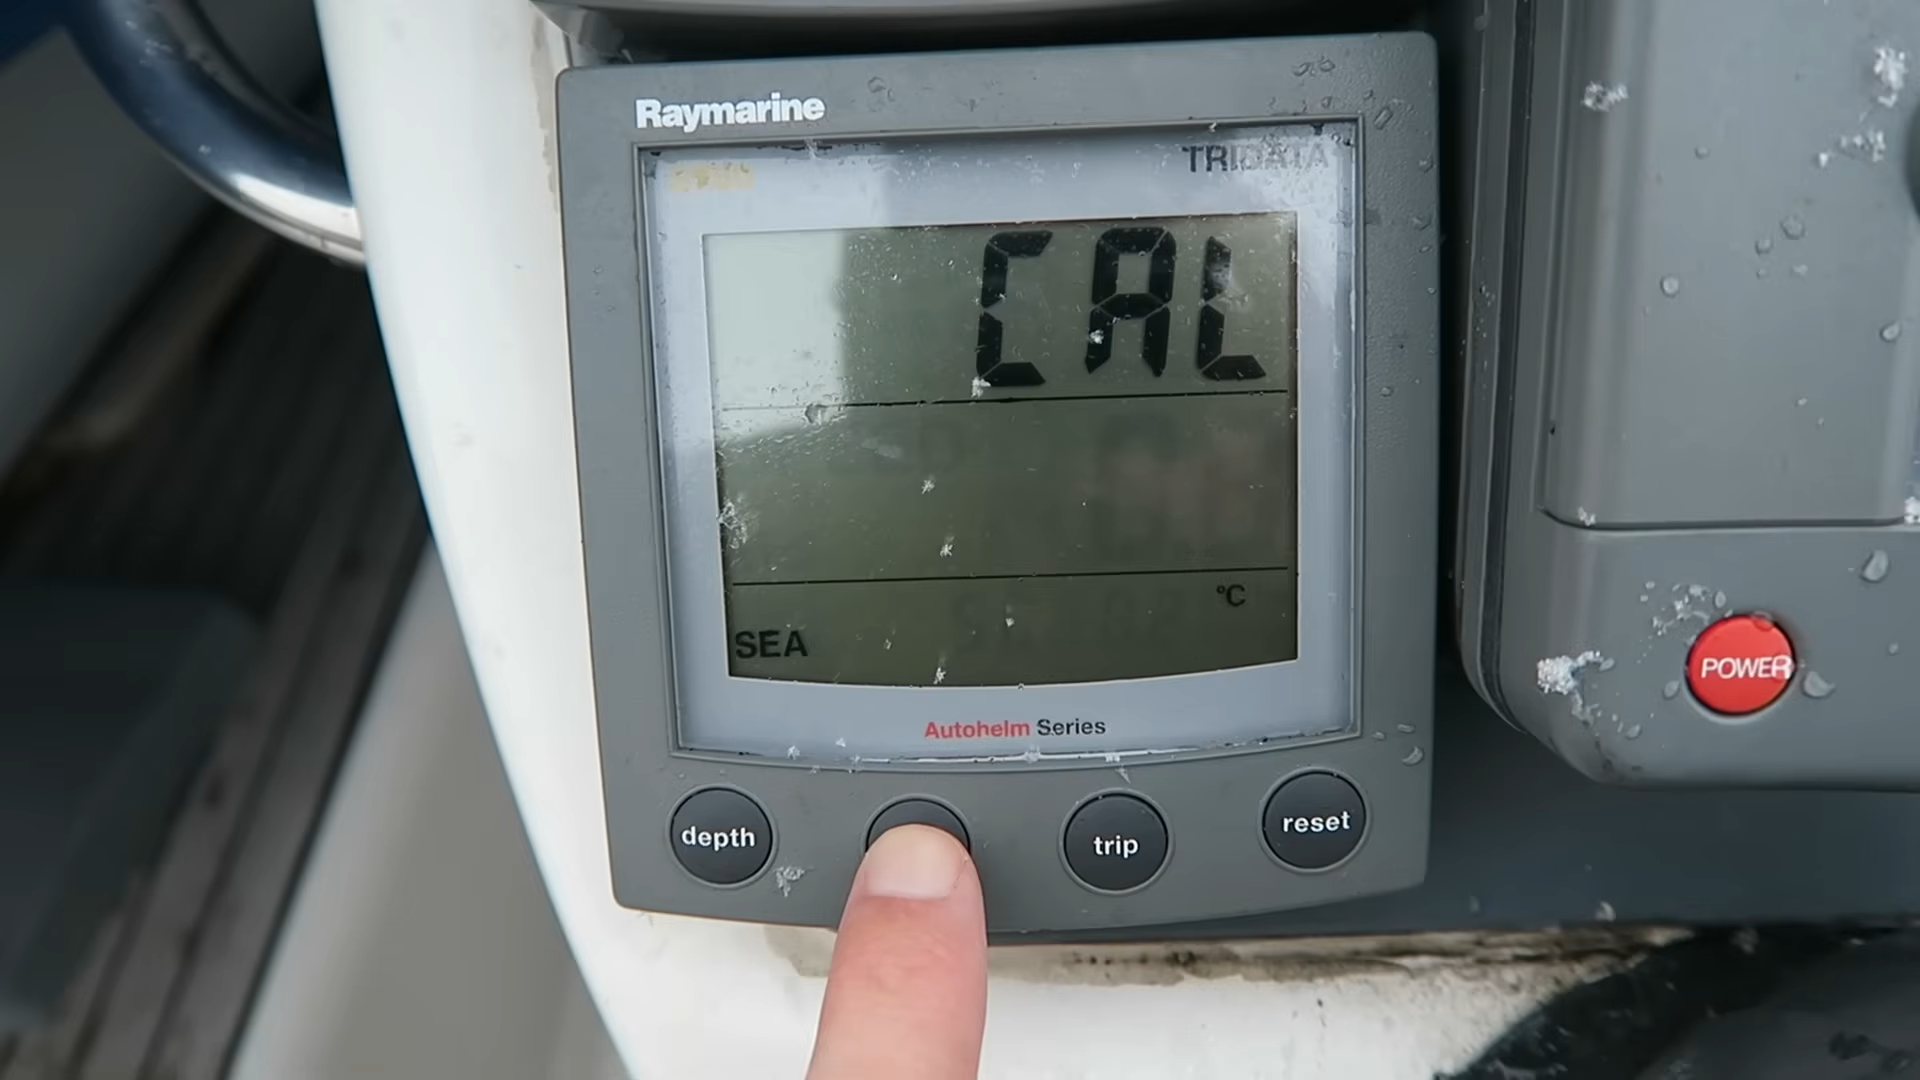 Raymarine
TRIDATA
CAL
°C
SEA
Autohelm Series
depth
trip
reset
POWER